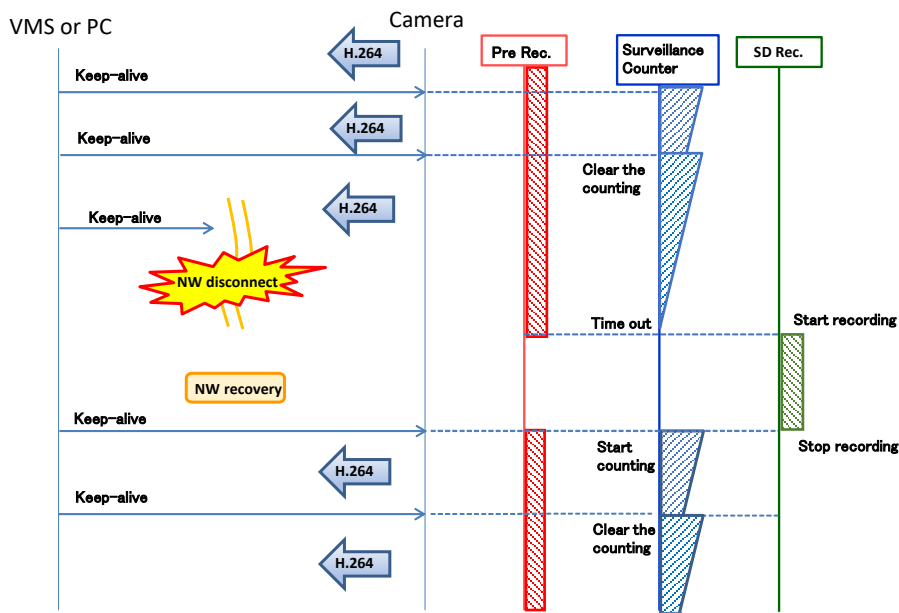 VMS or PC
Camera
Pre Rec.
Surveillance
Counter
SD Rec.
H.264
Keep-alive
H.264
Keep-alive
Clear the
counting
H.264
Keep-alive
NW disconnect
Time out
Start recording
NW recovery
Keep-alive
Stop recording
Start
counting
H.264
Keep-alive
Clear the
counting
H.264